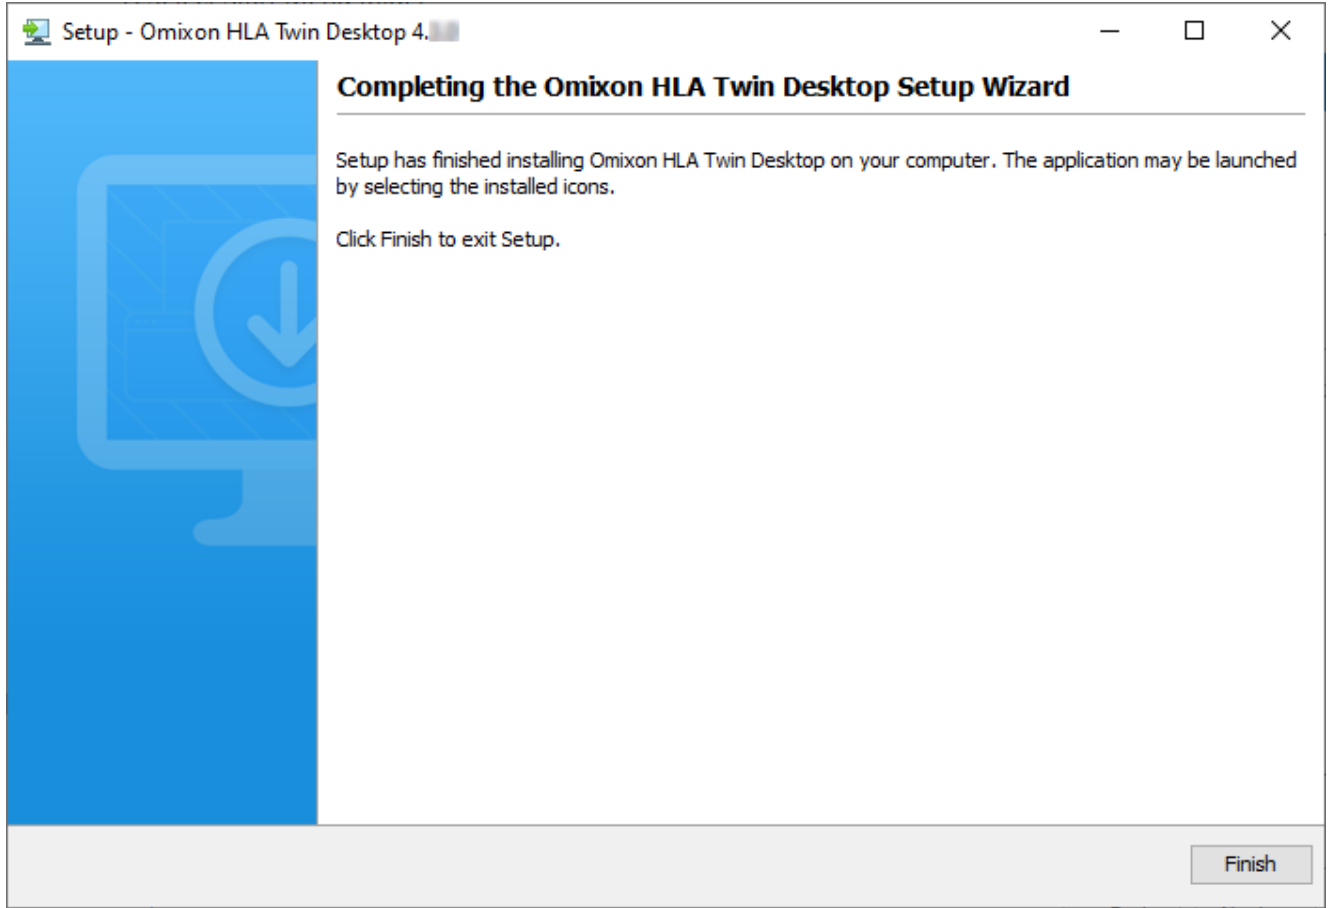 Setup - Omixon HLA Twin Desktop 4.
Completing the Omixon HLA Twin Desktop Setup Wizard
Setup has finished installing Omixon HLA Twin Desktop on your computer. The application may be launched
by selecting the installed icons.
Click Finish to exit Setup.
Finish